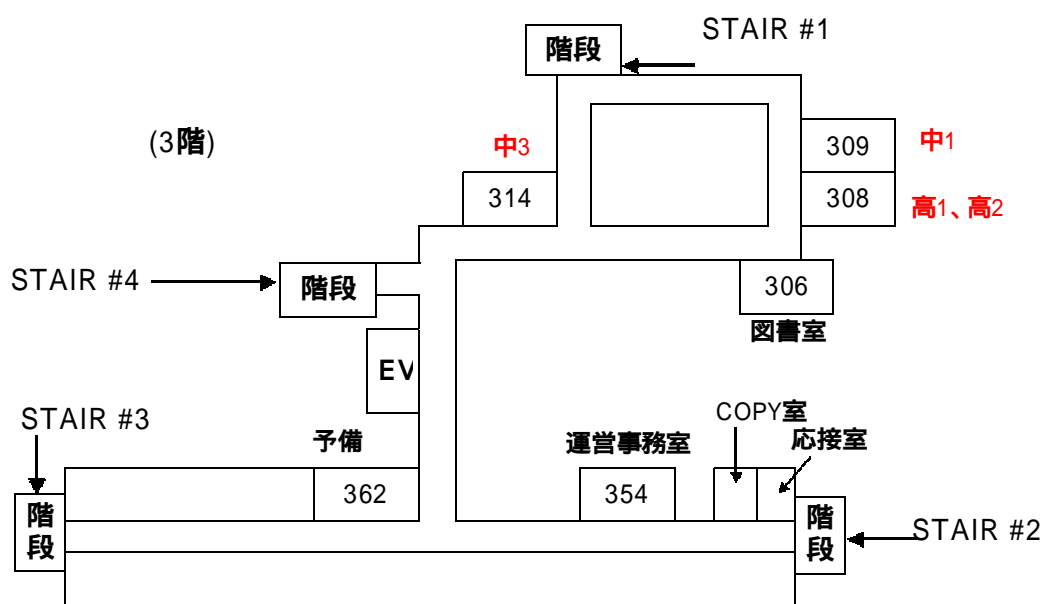 STAIR #1
階段
(3階)
中3
309
中1
314
308
高1、高2
STAIR #4
階段
306
図書室
EV
STAIR #3
COPY室
予備
運営事務室
応接室
362
354
階段
階段
STAIR #2